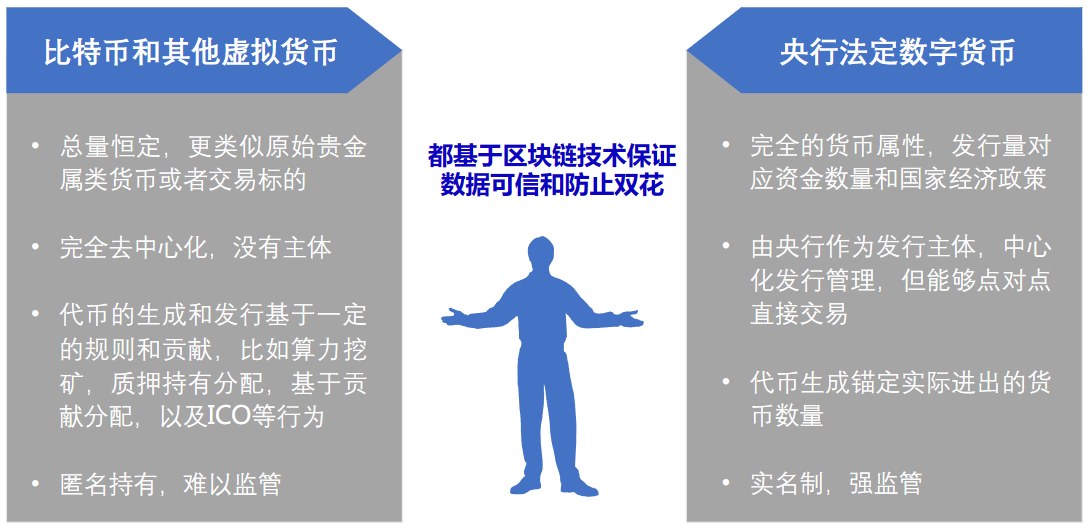 比特币和其他虚拟货币
• 总量恒定，更类似原始贵金
属类货币或者交易标的
• 完全去中心化，没有主体
• 代币的生成和发行基于一定
的规则和贡献，比如算力挖
矿，质押持有分配，基于贡
献分配，以及ICO等行为
• 匿名持有，难以监管
都基于区块链技术保证
数据可信和防止双花
央行法定数字货币
• 完全的货币属性，发行量对
应资金数量和国家经济政策
• 由央行作为发行主体，中心
化发行管理，但能够点对点
直接交易
• 代币生成锚定实际进出的货
币数量
• 实名制，强监管